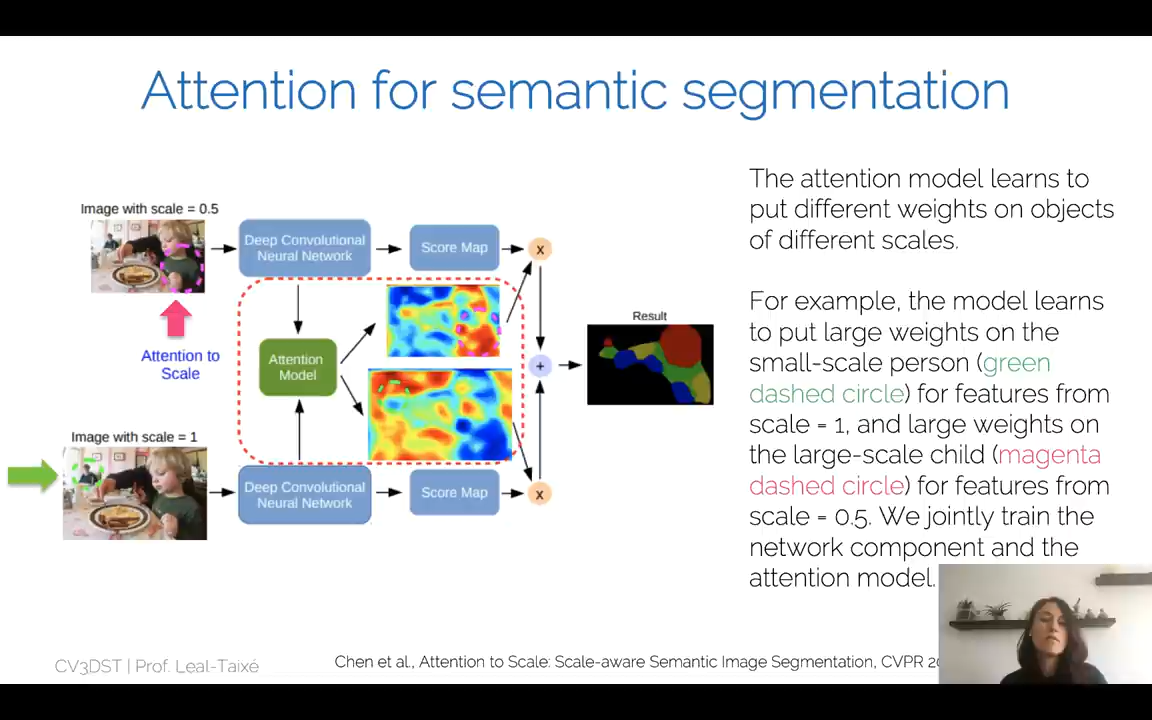 Attention for semantic segmentation
Image with scale = 0.5
Deep Convolutional
Neural Network
Score Map
x
Attention to
Scale
Attention
Model
Result
+
Image with scale = 1
Deep Convolutional
Neural Network
Score Map
x
The attention model learns to
put different weights on objects
of different scales.
For example, the model learns
to put large weights on the
small-scale person (green
dashed circle) for features from
scale = 1, and large weights on
the large-scale child (magenta
dashed circle) for features from
scale = 0.5. We jointly train the
network component and the
attention model.
CV3DST | Prof. Leal-Taixé
Chen et al., Attention to Scale: Scale-aware Semantic Image Segmentation, CVPR